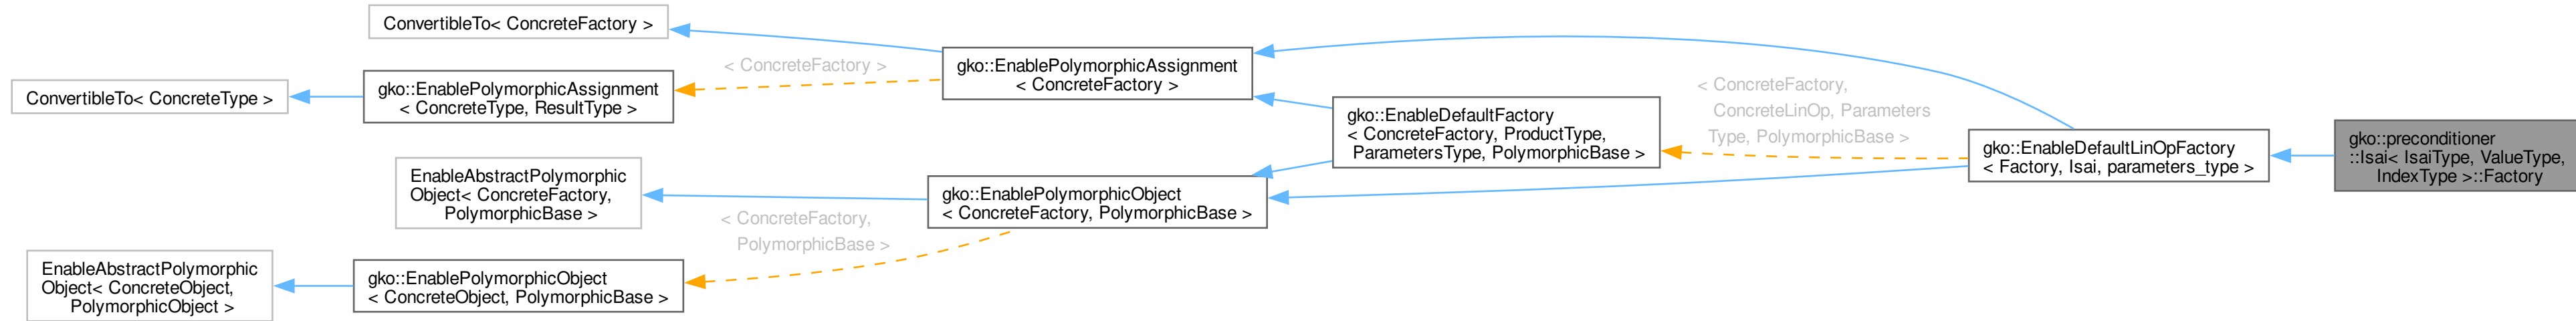 ConvertibleTo< ConcreteFactory >
ConvertibleTo< ConcreteType >
gko::EnablePolymorphicAssignment
< ConcreteType, ResultType >
< ConcreteFactory >
gko::EnablePolymorphicAssignment
< ConcreteFactory >
EnableAbstractPolymorphic
Object< ConcreteFactory,
PolymorphicBase >
EnableAbstractPolymorphic
Object< ConcreteObject,
PolymorphicObject >
gko::EnablePolymorphicObject
< ConcreteObject, PolymorphicBase >
< ConcreteFactory,
PolymorphicBase >
gko::EnablePolymorphicObject
< ConcreteFactory, PolymorphicBase >
gko::EnableDefaultFactory
< ConcreteFactory, ProductType,
ParametersType, PolymorphicBase >
< ConcreteFactory,
ConcreteLinOp, Parameters
Type, PolymorphicBase >
gko::EnableDefaultLinOpFactory
< Factory, Isai, parameters_type >
gko::preconditioner
::Isai< IsaiType, ValueType,
IndexType >::Factory